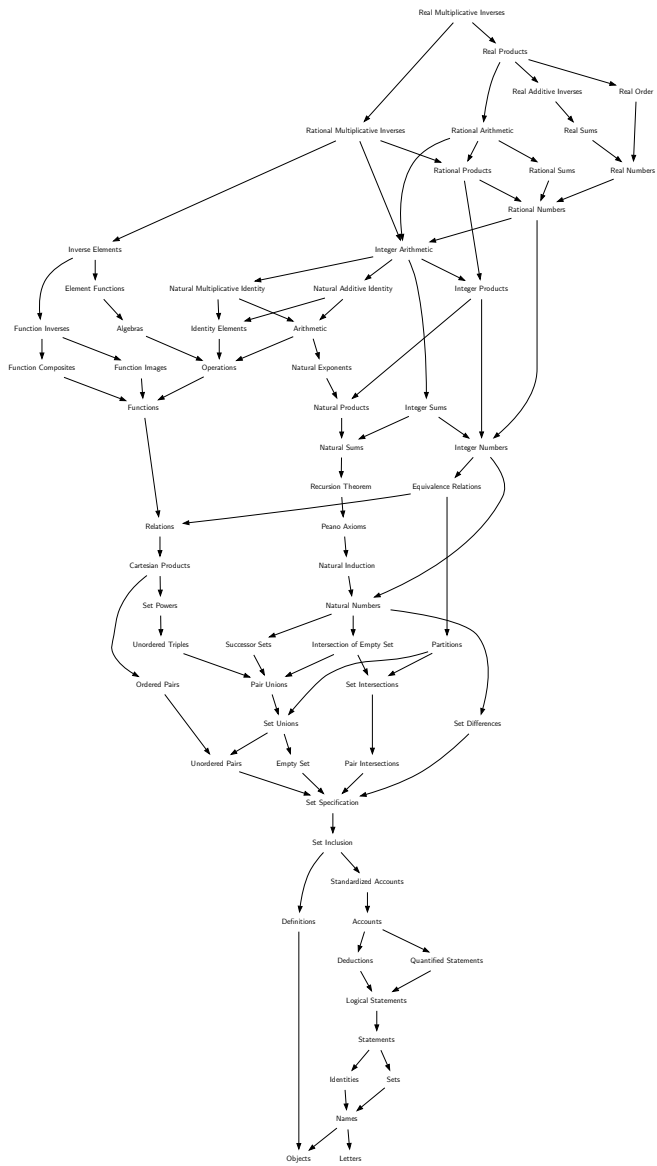 Real Multiplicative Inverses
Real Products
Real Additive Inverses
Real Order
Rational Multiplicative Inverses
Rational Arithmetic
Real Sums
Rational Products
Rational Sums
Real Numbers
Rational Numbers
Inverse Elements
Integer Arithmetic
Element Functions
Natural Multiplicative Identity
Natural Additive Identity
Integer Products
Function Inverses
Algebras
Identity Elements
Arithmetic
Function Composites
Function Images
Operations
Natural Exponents
Functions
Natural Products
Integer Sums
Natural Sums
Integer Numbers
Recursion Theorem
Equivalence Relations
Relations
Peano Axioms
Cartesian Products
Natural Induction
Set Powers
Natural Numbers
Unordered Triples
Successor Sets
Intersection of Empty Set
Partitions
Ordered Pairs
Pair Unions
Set Intersections
Set Unions
Set Differences
Unordered Pairs
Empty Set
Pair Intersections
Set Specification
Set Inclusion
Standardized Accounts
Definitions
Accounts
Deductions
Quantified Statements
Logical Statements
Statements
Identities
Sets
Names
Objects
Letters